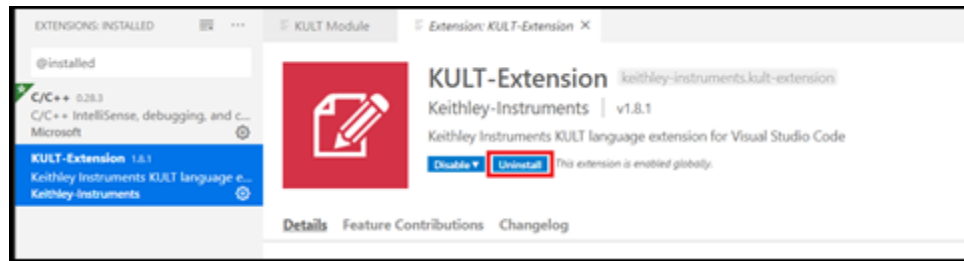 EXTENSIONS: INSTALLED
@installed
C/C++ 0.28.3
C/C++ IntelliSense, debugging, and c...
Microsoft
KULT-Extension 1.8.1
Keithley Instruments KULT language e...
Keithley-Instruments
KULT Module
Extension: KULT-Extension
KULT-Extension keithley-instruments.kult-extension
Keithley-Instruments v1.8.1
Keithley Instruments KULT language extension for Visual Studio Code
Disable Uninstall This extension is enabled globally.
Details Feature Contributions Changelog